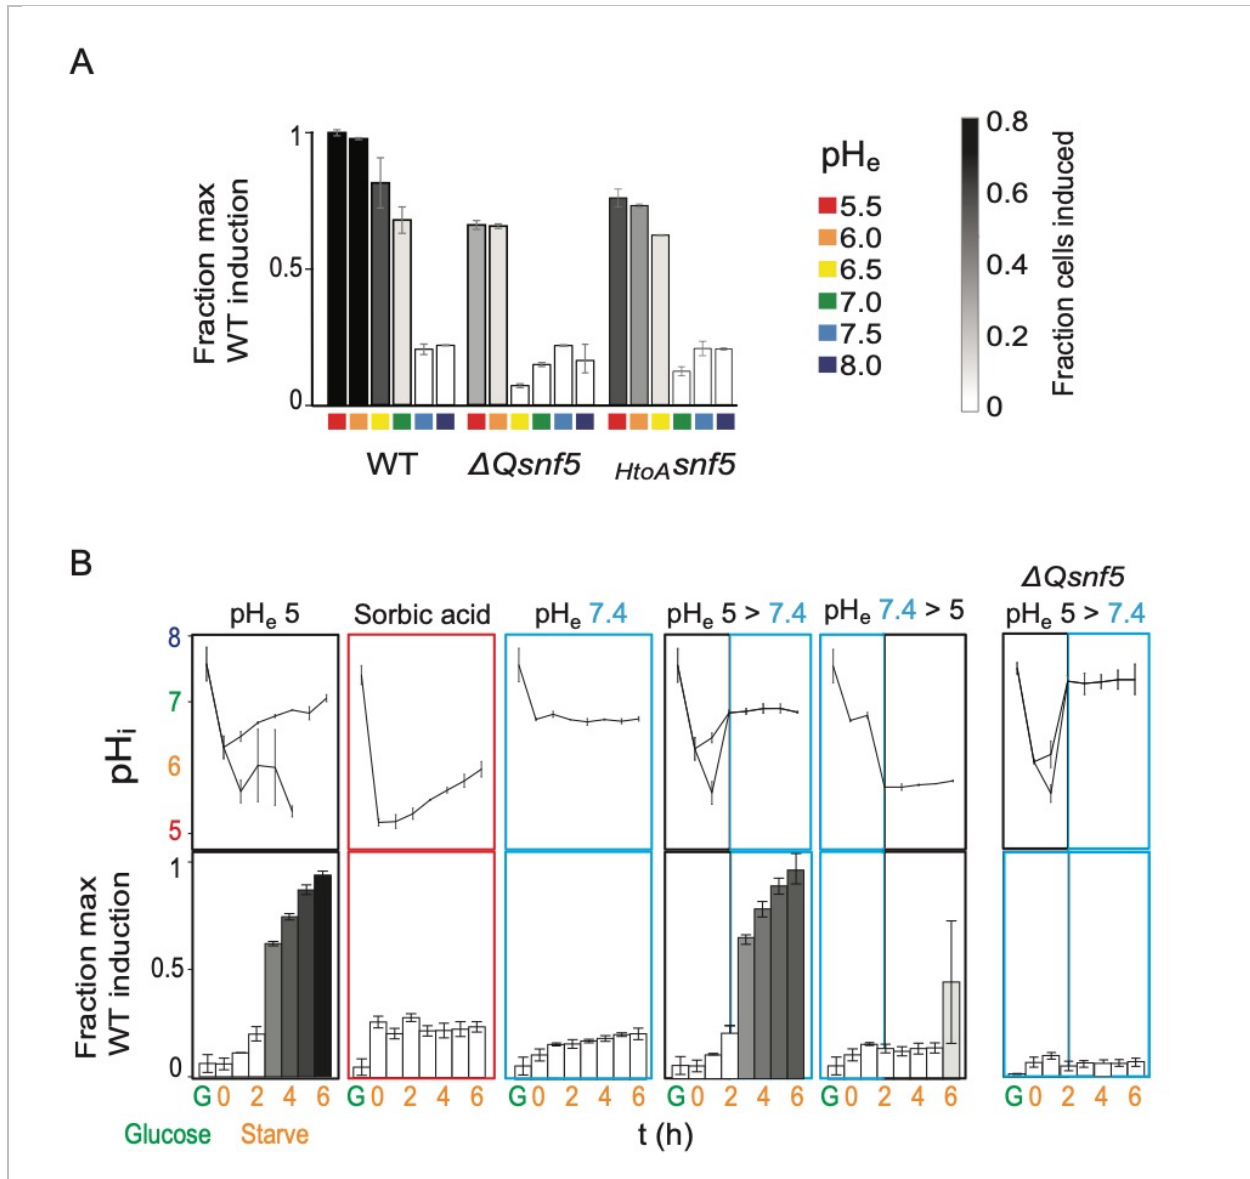 A
Fraction max
WT induction
1
0.5
0
WT
ΔQsnf5
HtoAsnf5
pHe
5.5
6.0
6.5
7.0
7.5
8.0
0.8
0.6
0.4
0.2
0
Fraction cells induced
B
ΔQsnf5
pHe 5
Sorbic acid
pHe 7.4
pHe 5 > 7.4
pHe 7.4 > 5
pHe 5 > 7.4
pHi
8
7
6
5
Fraction max
WT induction
1
0.5
0
G 0 2 4 6
G 0 2 4 6
G 0 2 4 6
G 0 2 4 6
G 0 2 4 6
G 0 2 4 6
Glucose Starve
t (h)